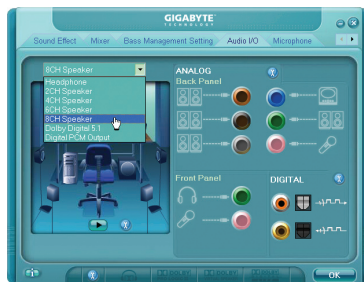 GIGABYTE
TECHNOLOGY
Sound Effect Mixer Bass Management Setting Audio I/O Microphone
8CH Speaker
Headphone
2CH Speaker
4CH Speaker
6CH Speaker
8CH Speaker
Dolby Digital 5.1
Digital PCM Output
ANALOG
Back Panel
Front Panel
DIGITAL
OK